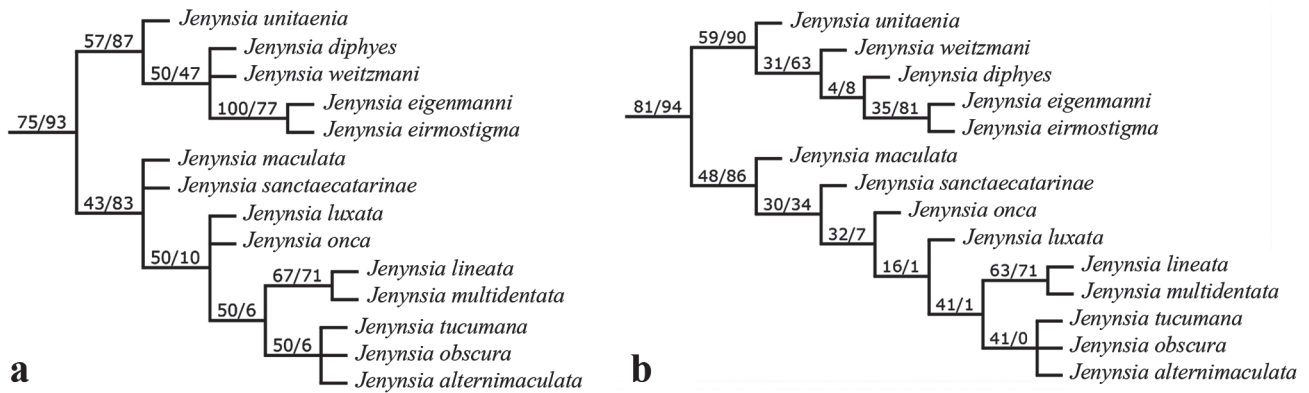 Jenynsia unitaenia
57/87
Jenynsia diphyes
50/47
Jenynsia weitzmani
100/77
Jenynsia eigenmanni
75/93
Jenynsia eirmostigma
Jenynsia maculata
Jenynsia sanctaecatarinae
43/83
Jenynsia luxata
Jenynsia onca
50/10
67/71
Jenynsia lineata
Jenynsia multidentata
50/6
Jenynsia tucumana
50/6
Jenynsia obscura
Jenynsia alternimaculata
a
Jenynsia unitaenia
59/90
Jenynsia weitzmani
31/63
Jenynsia diphyes
4/8
Jenynsia eigenmanni
81/94
35/81
Jenynsia eirmostigma
Jenynsia maculata
48/86
Jenynsia sanctaecatarinae
30/34
Jenynsia onca
32/7
Jenynsia luxata
16/1
63/71
Jenynsia lineata
Jenynsia multidentata
41/1
Jenynsia tucumana
41/0
Jenynsia obscura
Jenynsia alternimaculata
b